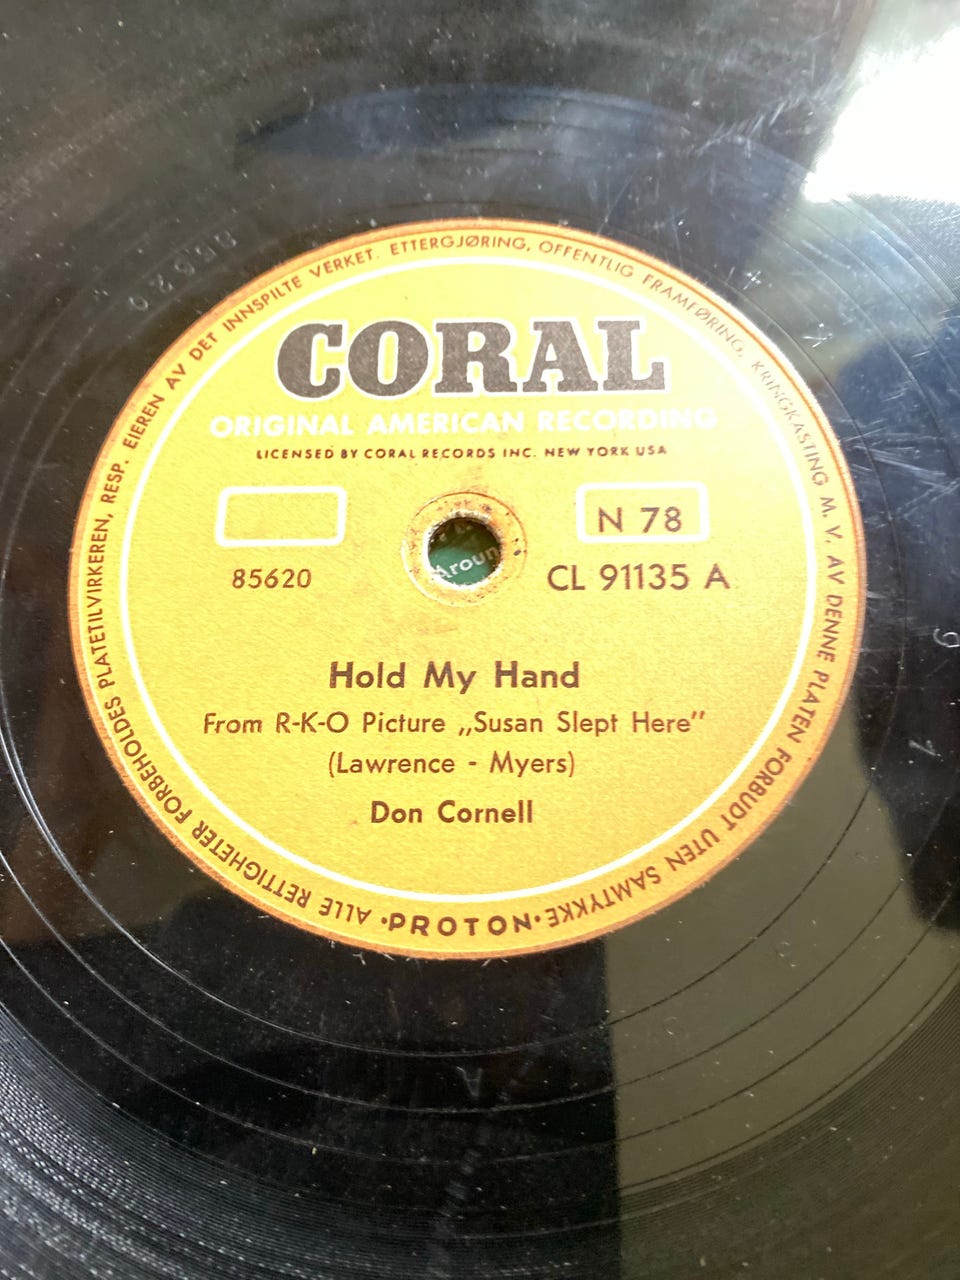 CORAL
ORIGINAL AMERICAN RECORDING
LICENSED BY CORAL RECORDS INC. NEW YORK USA
N 78
85620
CL 91135 A
Aroun
Hold My Hand
From R-K-O Picture „Susan Slept Here”
(Lawrence - Myers)
Don Cornell
ALLE RETTIGHETER FORBEHOLDES PLATETILVIRKEREN, RESP. EIEREN AV DET INNSPILTE VERKET. ETTERGJØRING, OFFENTLIG FRAMFØRING, KRINGKASTING M. V. AV DENNE PLATEN FORBUDT UTEN SAMTYKKE
•PROTON•
85620